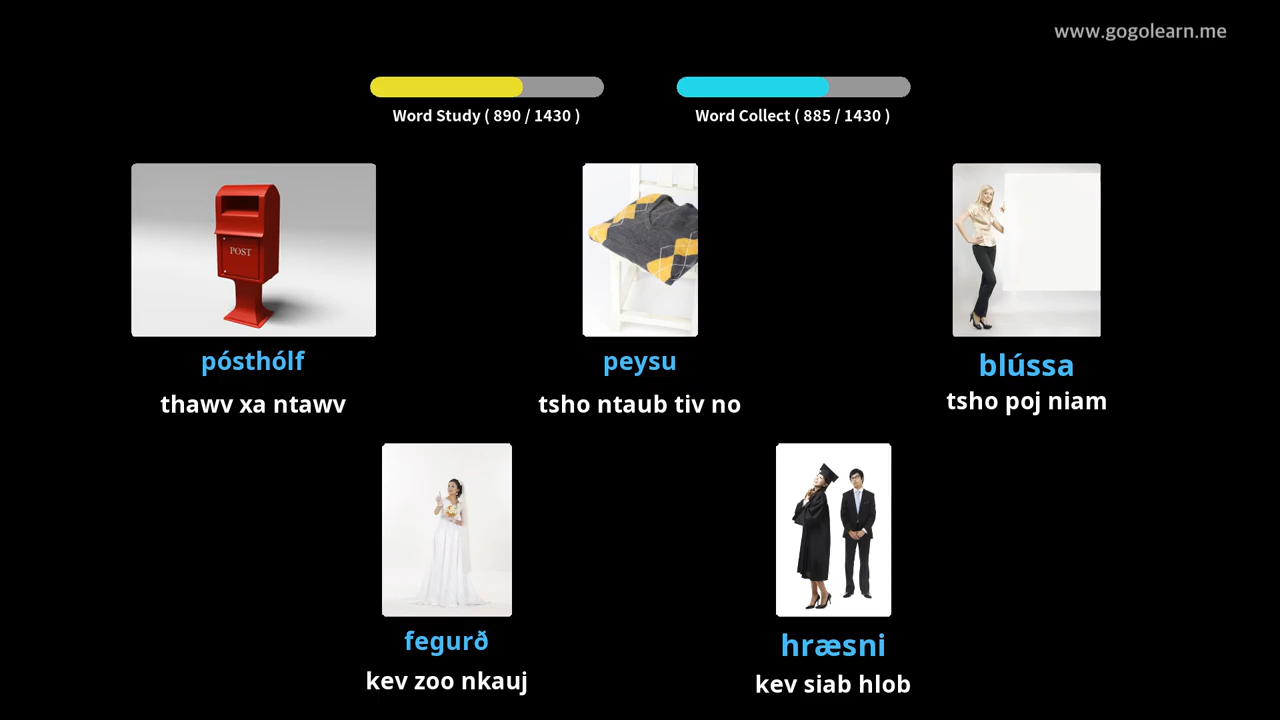 www.gogolearn.me
Word Study ( 890 / 1430 )
Word Collect ( 885 / 1430 )
POST
pósthólf
peysu
blússa
thawv xa ntawv
tsho ntaub tiv no
tsho poj niam
fegurð
hræsni
kev zoo nkauj
kev siab hlob